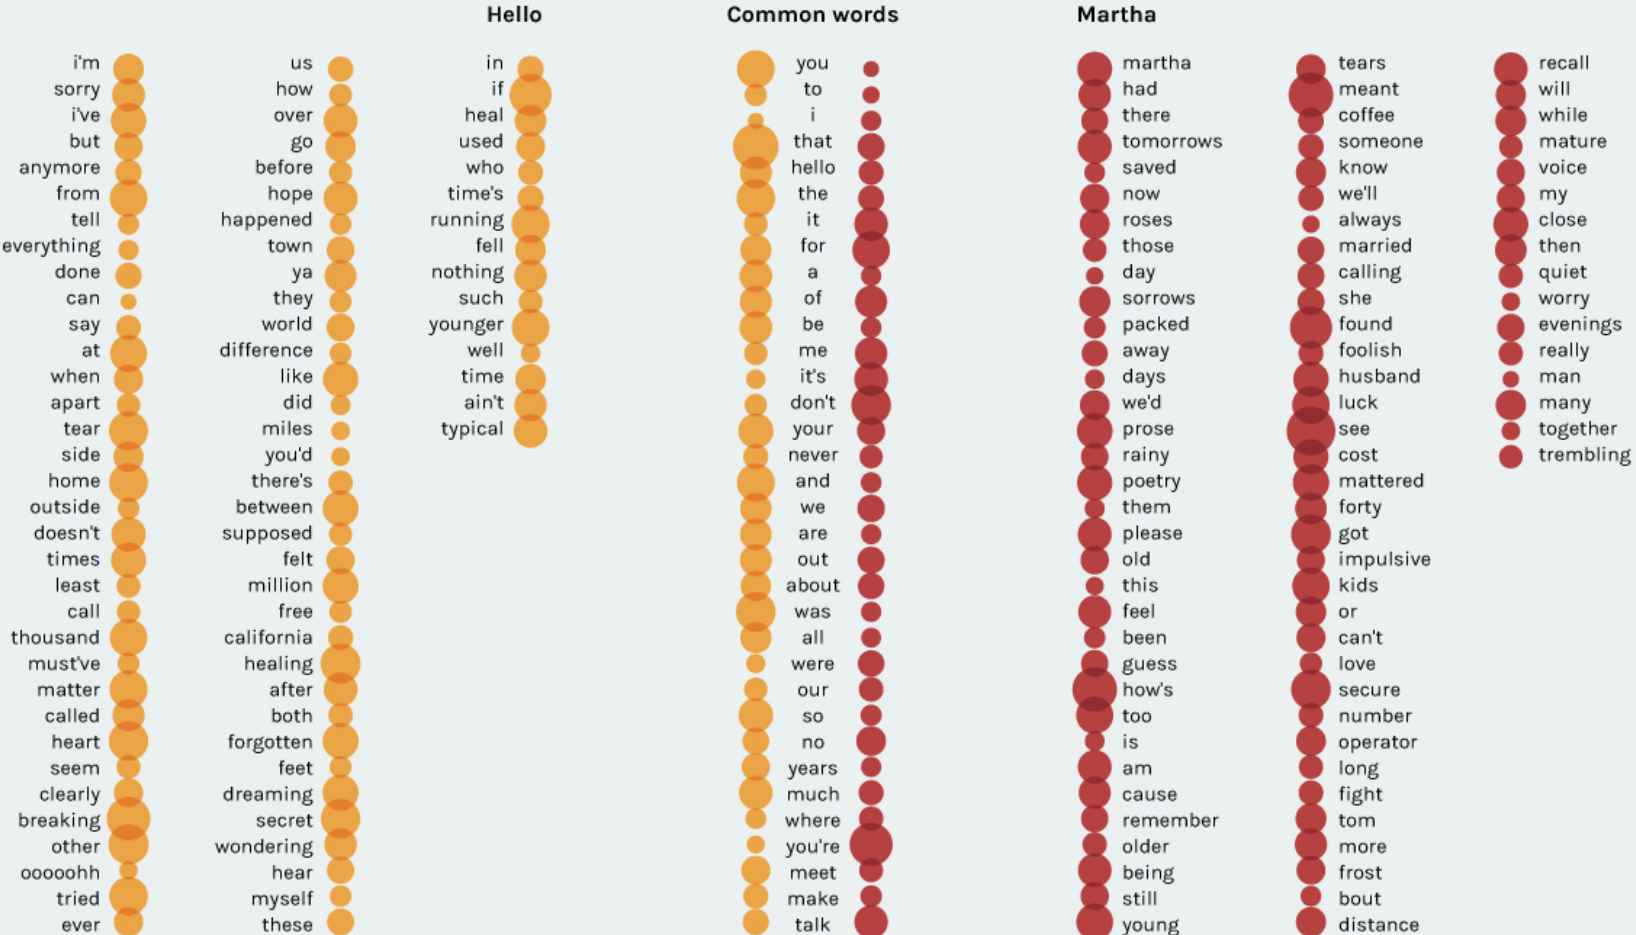 Hello Common words Martha
i'm us in you martha tears recall
sorry how if to had meant will
i've over heal i there coffee while
but go used that tomorrows someone mature
anymore before who hello saved know voice
from hope time's the now we'll my
tell happened running it roses always close
everything town fell for those married then
done ya nothing a day calling quiet
can they such of sorrows she worry
say world younger be packed found evenings
at difference well me away foolish really
when like time it's days husband man
apart did ain't don't we'd luck many
tear miles typical your prose see together
side you'd never rainy cost trembling
home there's and poetry mattered
outside between we them forty
doesn't supposed are please got
times felt out old impulsive
least million about this kids
call free was feel or
thousand california all been can't
must've healing were guess love
matter after our how's secure
called both so too number
heart forgotten no is operator
seem feet years am long
clearly dreaming much cause fight
breaking secret where remember tom
other wondering you're older more
ooooohh hear meet being frost
tried myself make still bout
ever these talk young distance